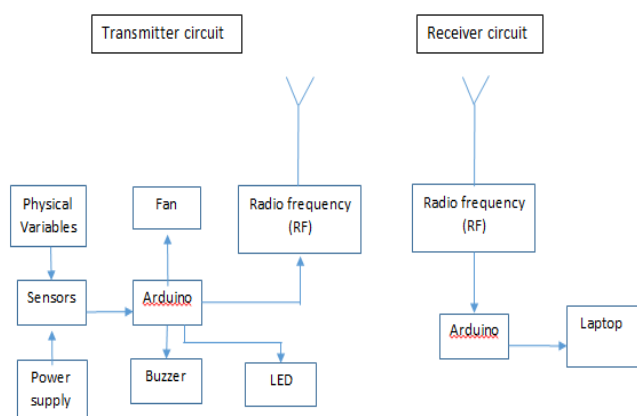 Transmitter circuit
Receiver circuit
Physical
Variables
Fan
Radio frequency
(RF)
Radio frequency
(RF)
Sensors
Arduino
Arduino
Laptop
Power
supply
Buzzer
LED